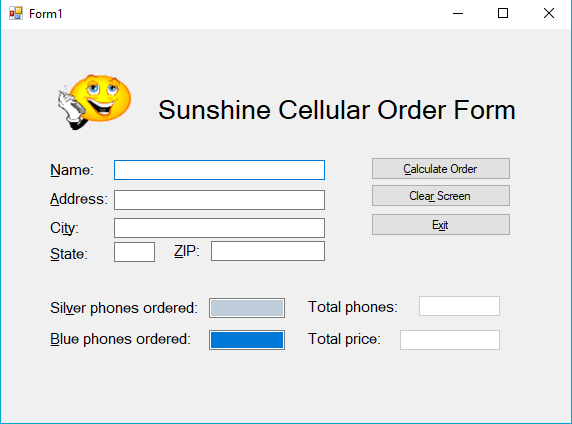 Form1
Sunshine Cellular Order Form
Name:
Calculate Order
Address:
Clear Screen
City:
Exit
State:
ZIP:
Silver phones ordered:
Total phones:
Blue phones ordered:
Total price: